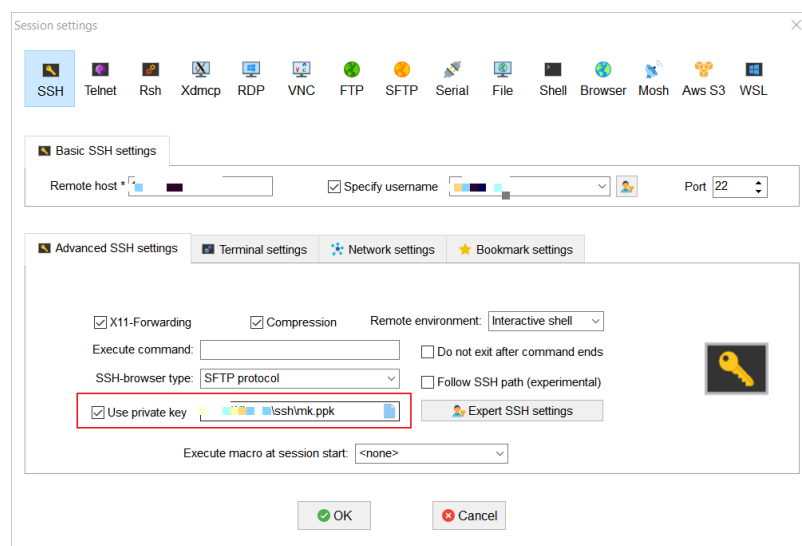 Session settings
SSH Telnet Rsh Xdmcp RDP VNC FTP SFTP Serial File Shell Browser Mosh Aws S3 WSL
Basic SSH settings
Remote host * Specify username Port 22
Advanced SSH settings Terminal settings Network settings Bookmark settings
X11-Forwarding Compression Remote environment: Interactive shell
Execute command: Do not exit after command ends
SSH-browser type: SFTP protocol Follow SSH path (experimental)
Use private key \ssh\mk.ppk Expert SSH settings
Execute macro at session start: <none>
OK Cancel